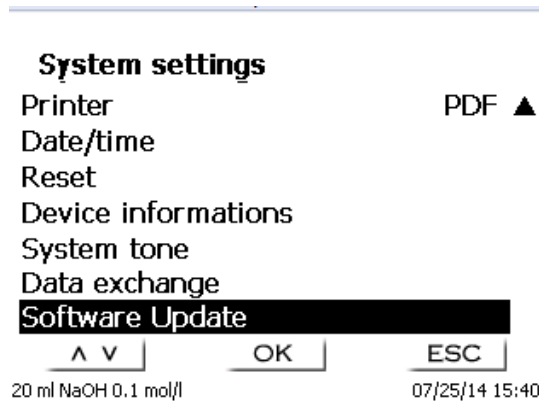 System settings
Printer PDF ▲
Date/time
Reset
Device informations
System tone
Data exchange
Software Update
∧ ∨ OK ESC
20 ml NaOH 0.1 mol/l 07/25/14 15:40